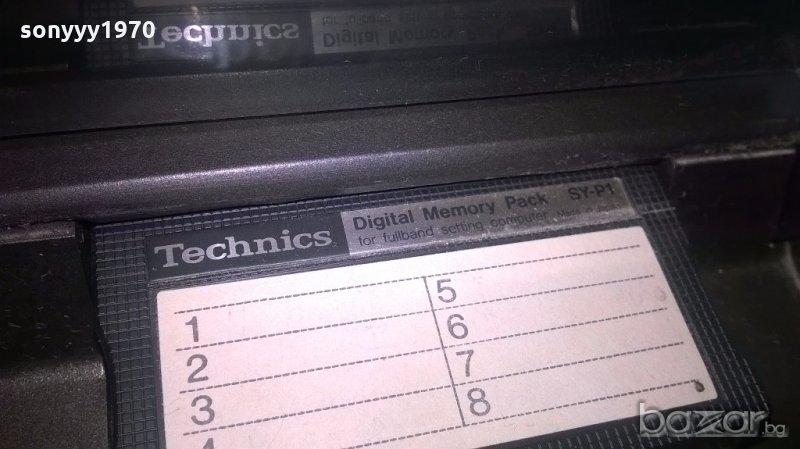 sonyyy1970
Technics
Digital Memory Pack SY-P1
for fullband setting computer
1
2
3
5
6
7
8
bazar.bg